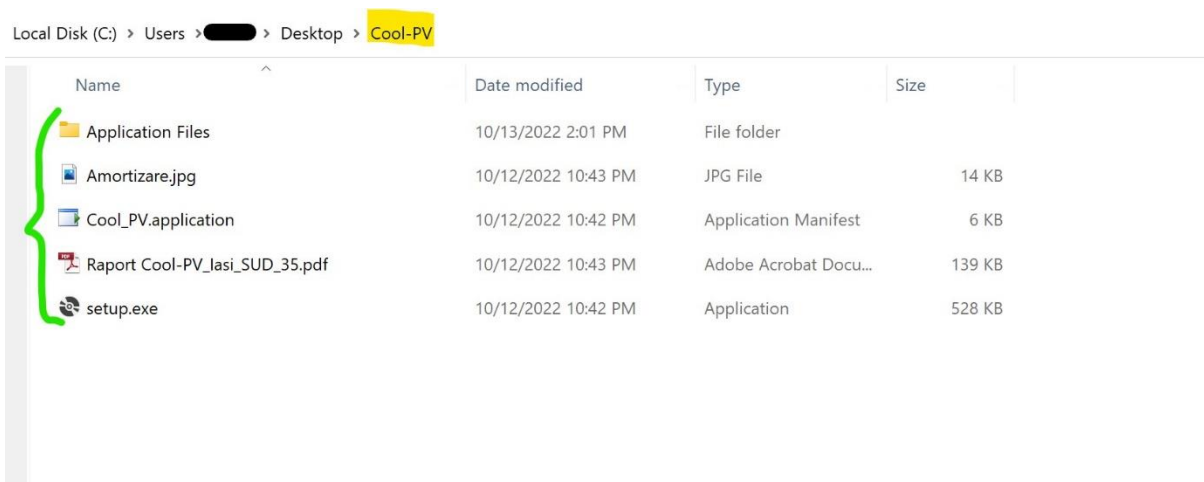 Local Disk (C:) > Users > > Desktop > Cool-PV
Name Date modified Type Size
Application Files 10/13/2022 2:01 PM File folder
Amortizare.jpg 10/12/2022 10:43 PM JPG File 14 KB
Cool_PV.application 10/12/2022 10:42 PM Application Manifest 6 KB
Raport Cool-PV_Iasi_SUD_35.pdf 10/12/2022 10:43 PM Adobe Acrobat Docu... 139 KB
setup.exe 10/12/2022 10:42 PM Application 528 KB